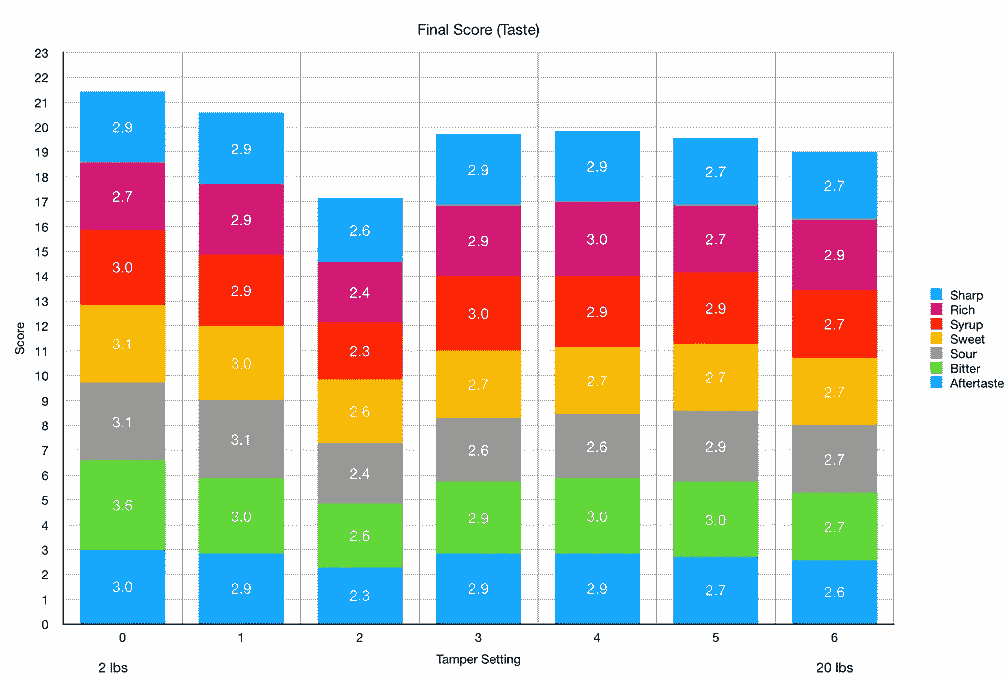 Final Score (Taste)
23
22
21
20
19
18
17
16
15
14
13
12
11
10
9
8
7
6
5
4
3
2
1
0
Score
2.9 2.9 2.6 2.9 2.9 2.7 2.7
2.7 2.9 2.4 2.9 3.0 2.7 2.9
3.0 2.9 2.3 3.0 2.9 2.9 2.7
3.1 3.0 2.6 2.7 2.7 2.7 2.7
3.1 3.1 2.4 2.6 2.6 2.9 2.7
3.6 3.0 2.6 2.9 3.0 3.0 2.7
3.0 2.9 2.3 2.9 2.9 2.7 2.6
0 1 2 3 4 5 6
Tamper Setting
2 lbs 20 lbs
Sharp
Rich
Syrup
Sweet
Sour
Bitter
Aftertaste